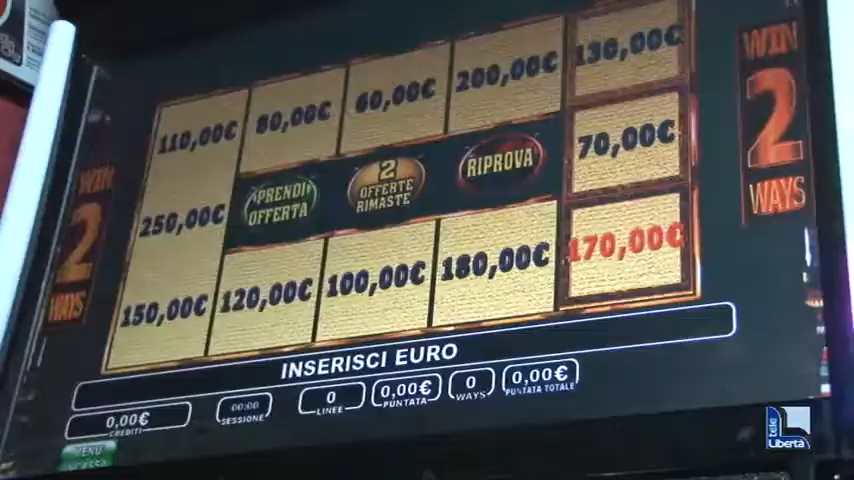 110,00€ 80,00€ 60,00€ 200,00€ 130,00€
250,00€ PRENDI OFFERTA 2 OFFERTE RIMASTE RIPROVA 70,00€
150,00€ 120,00€ 100,00€ 180,00€ 170,00€
WIN
2
WAYS
WIN
2
WAYS
INSERISCI EURO
0,00€ 00:00 0 0,00€ 0 0,00€
CREDITI SESSIONE LINEE PUNTATA WAYS PUNTATA TOTALE
MENU
tele
Libertà